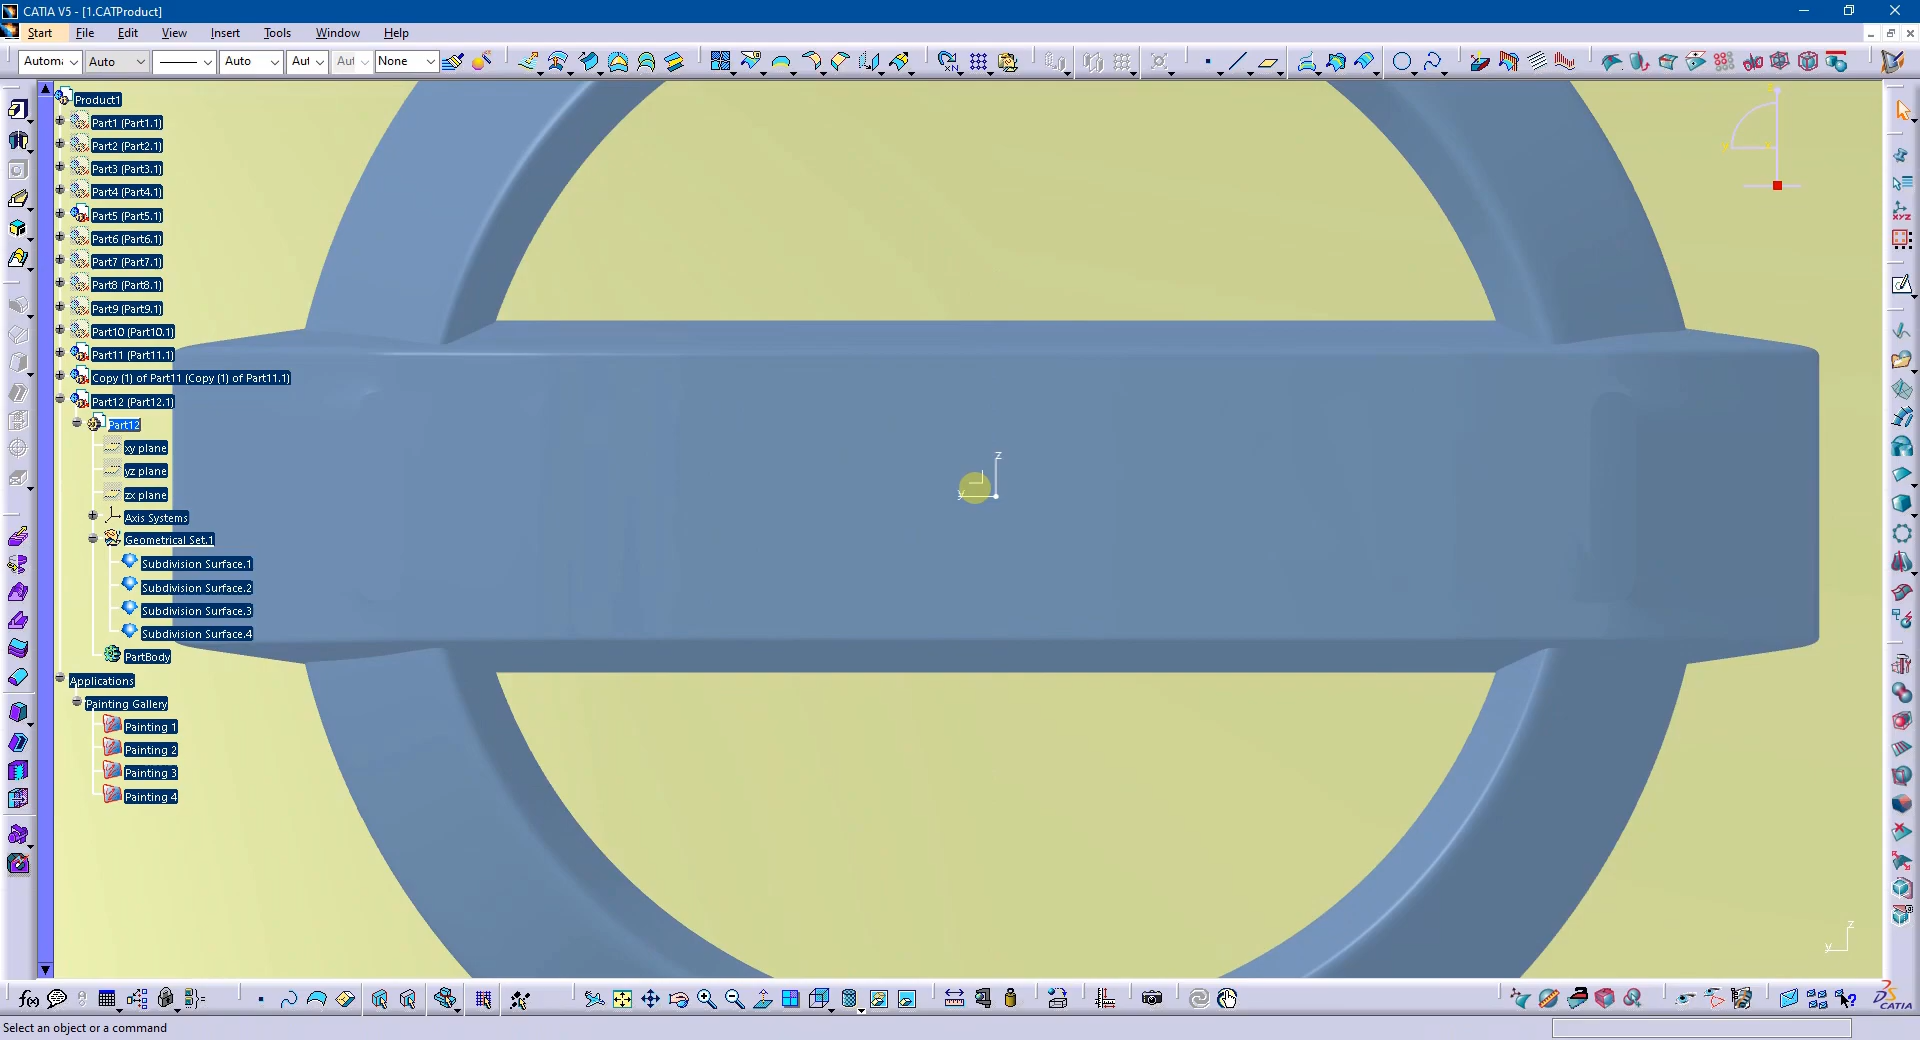 CATIA V5 - [1.CATProduct]
Start File Edit View Insert Tools Window Help
Automa Auto Auto Aut Aut None
Product1
Part1 (Part1.1)
Part2 (Part2.1)
Part3 (Part3.1)
Part4 (Part4.1)
Part5 (Part5.1)
Part6 (Part6.1)
Part7 (Part7.1)
Part8 (Part8.1)
Part9 (Part9.1)
Part10 (Part10.1)
Part11 (Part11.1)
Copy (1) of Part11 (Copy (1) of Part11.1)
Part12 (Part12.1)
Part12
xy plane
yz plane
zx plane
Axis Systems
Geometrical Set.1
Subdivision Surface.1
Subdivision Surface.2
Subdivision Surface.3
Subdivision Surface.4
PartBody
Applications
Painting Gallery
Painting 1
Painting 2
Painting 3
Painting 4
z
y
z
y
f(x)
CATIA
Select an object or a command